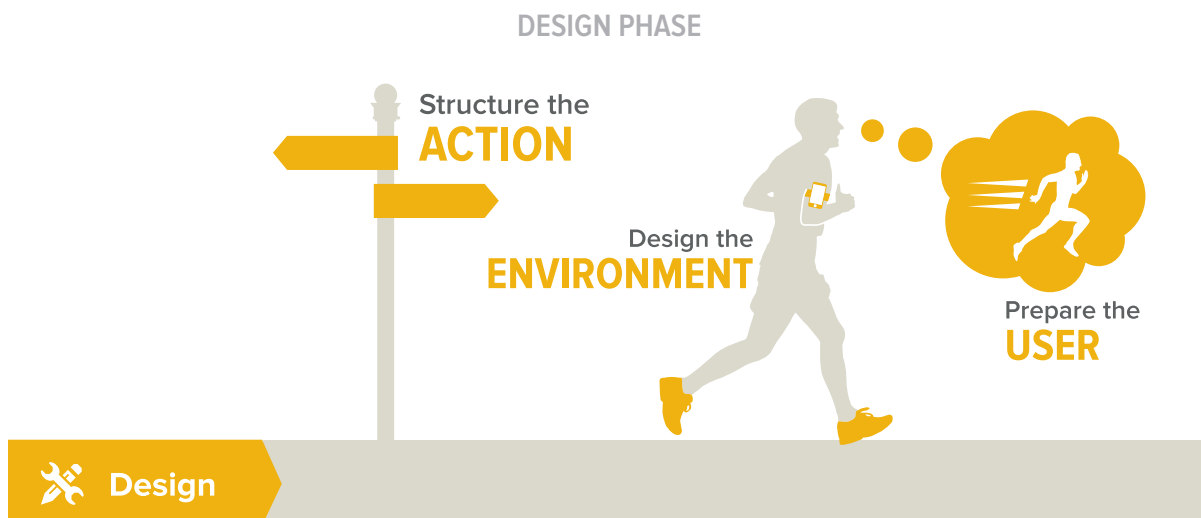 DESIGN PHASE
Structure the
ACTION
Design the
ENVIRONMENT
Prepare the
USER
Design